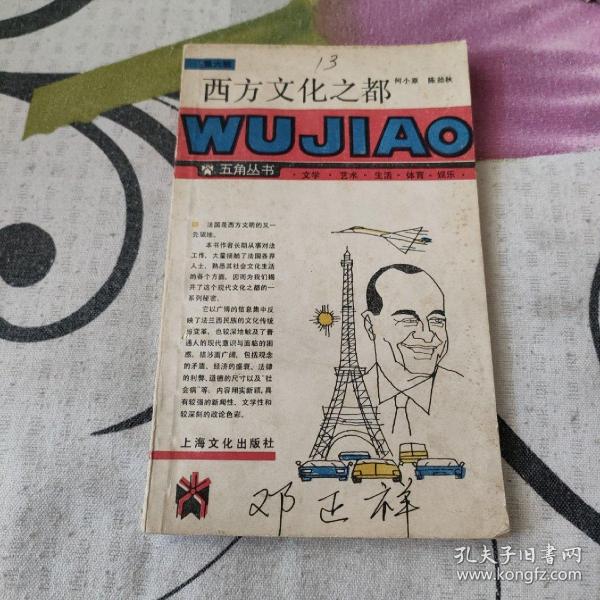 13
第六辑
西方文化之都
何小原 陈拾秋
WUJIAO
五角丛书
·文学·艺术·生活·体育·娱乐·
法国是西方文明的又一
发源地。
本书作者长期从事对法
工作，大量接触了法国各界
人士，熟悉其社会文化生活
的各个方面，因而为我们揭
开了这个现代文化之都的一
系列秘密。
它以广博的信息集中反
映了法兰西民族的文化传统
与变革，也较深地触及了普
通人的现代意识与面临的困
惑。描涉面广阔，包括观念
的矛盾、经济的盛衰、法律
的利弊、道德的尺寸以及“社
会病”等。内容翔实新颖，具
有较强的新闻性、文学性和
较深刻的政论色彩。
上海文化出版社
邓正祥
孔夫子旧书网
www.kongfz.com